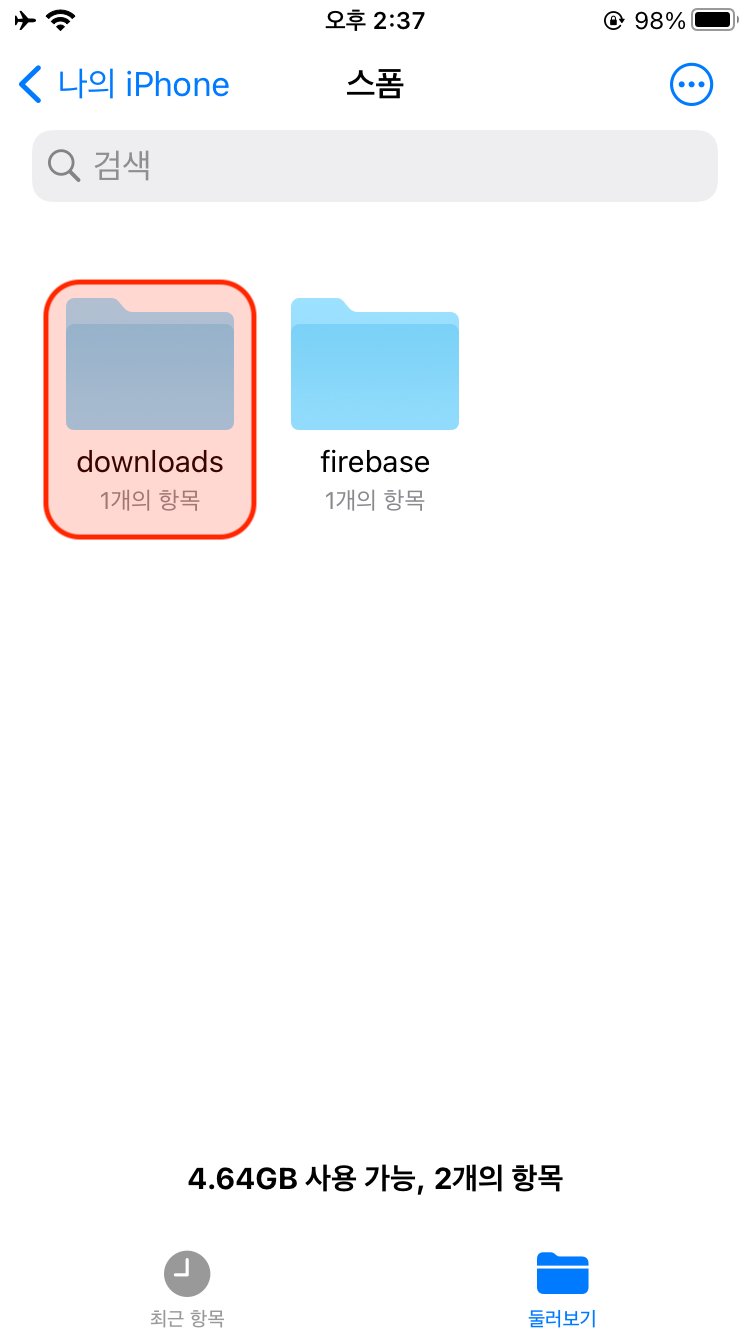 오후 2:37
98%
나의 iPhone
스폼
검색
downloads
firebase
1개의 항목
1개의 항목
4.64GB 사용 가능, 2개의 항목
최근 항목
둘러보기